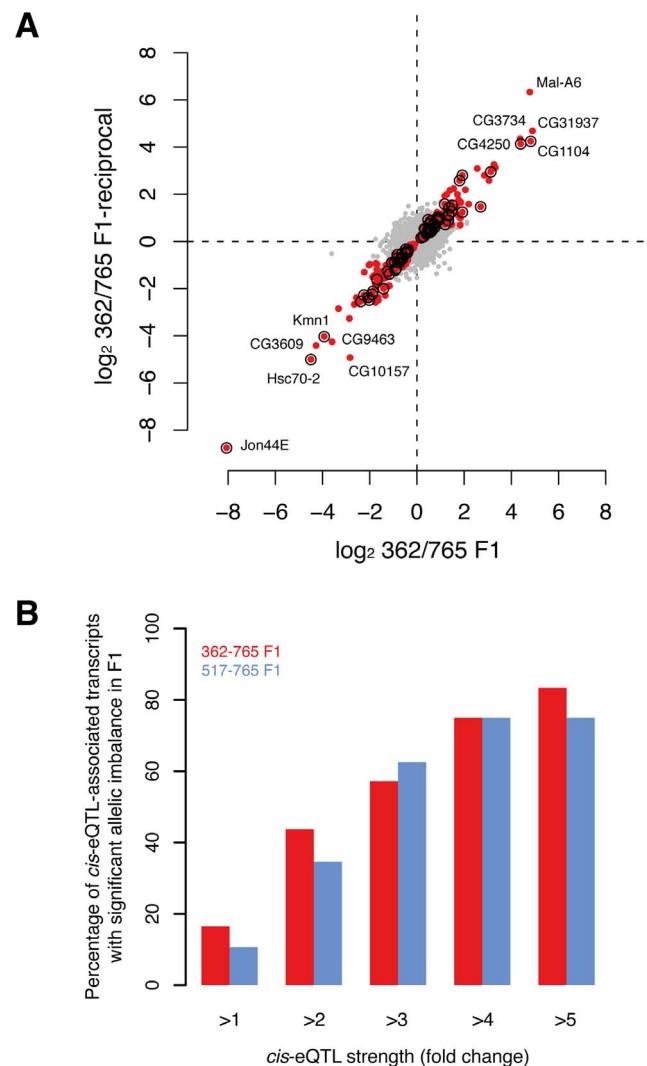 A
log2 362/765 F1-reciprocal
8
6
4
2
0
−2
−4
−6
−8
Mal-A6
CG3734
CG31937
CG4250
CG1104
Kmn1
CG3609
CG9463
Hsc70-2
CG10157
Jon44E
−8 −6 −4 −2 0 2 4 6 8
log2 362/765 F1
B
Percentage of cis-eQTL-associated transcripts
with significant allelic imbalance in F1
100
80
60
40
20
0
362-765 F1
517-765 F1
>1 >2 >3 >4 >5
cis-eQTL strength (fold change)